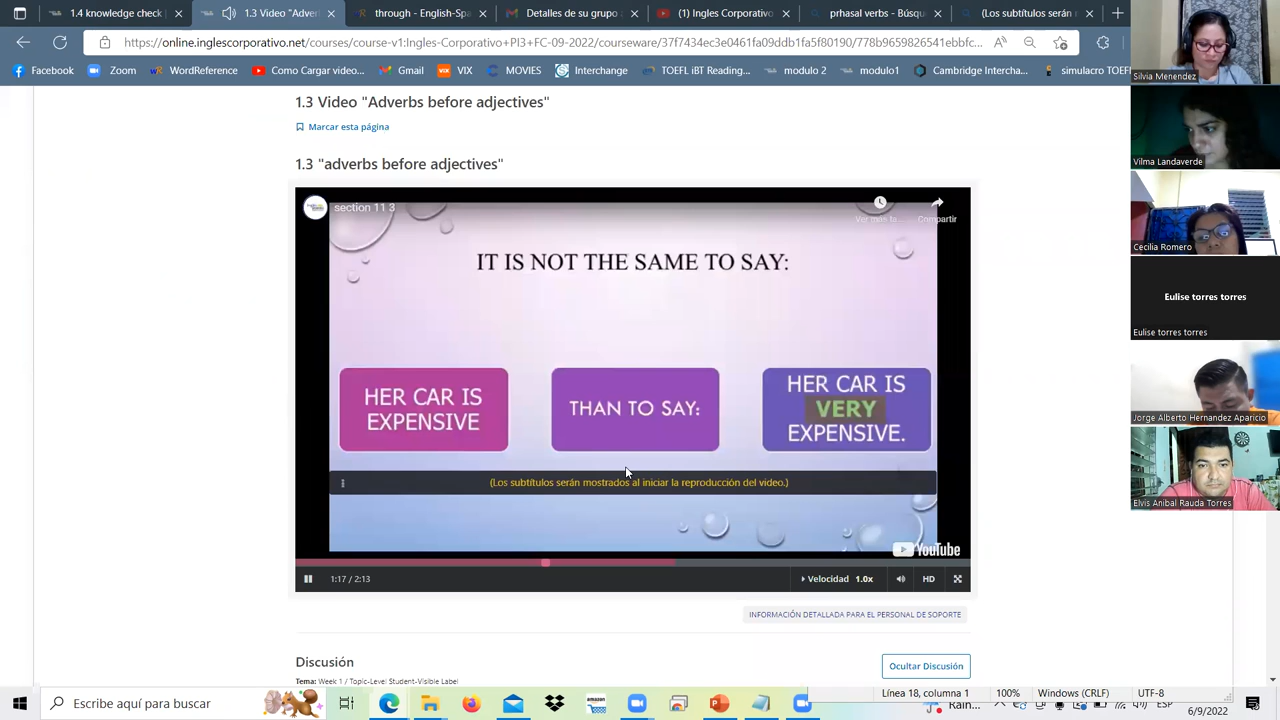 1.4 knowledge check |
1.3 Video "Adver
through - English-Sp
Detalles de su grupo
(1) Ingles Corporativo
prhasal verbs - Búsqu
(Los subtítulos serán r
https://online.inglescorporativo.net/courses/course-v1:Ingles-Corporativo+PI3+FC-09-2022/courseware/37f7434ec3e0461fa09ddb1fa5f80190/778b9659826541ebbfc...
Facebook
Zoom
WordReference
Como Cargar video...
Gmail
VIX
MOVIES
Interchange
TOEFL iBT Reading...
modulo 2
modulo1
Cambridge Intercha...
simulacro TOEFL
1.3 Video "Adverbs before adjectives"
Marcar esta página
1.3 "adverbs before adjectives"
section 11 3
Ver más ta...
Compartir
IT IS NOT THE SAME TO SAY:
HER CAR IS
EXPENSIVE
THAN TO SAY:
HER CAR IS
VERY
EXPENSIVE.
(Los subtítulos serán mostrados al iniciar la reproducción del video.)
YouTube
1:17 / 2:13
Velocidad 1.0x
HD
INFORMACIÓN DETALLADA PARA EL PERSONAL DE SOPORTE
Discusión
Ocultar Discusión
Tema: Week 1 / Topic-Level Student-Visible Label
Línea 18, columna 1
100%
Windows (CRLF)
UTF-8
Escribe aquí para buscar
Rain...
ESP
6/9/2022
Silvia Menendez
Vilma Landaverde
Cecilia Romero
Eulise torres torres
Eulise torres torres
Jorge Alberto Hernandez Aparicio
Elvis Anibal Rauda Torres